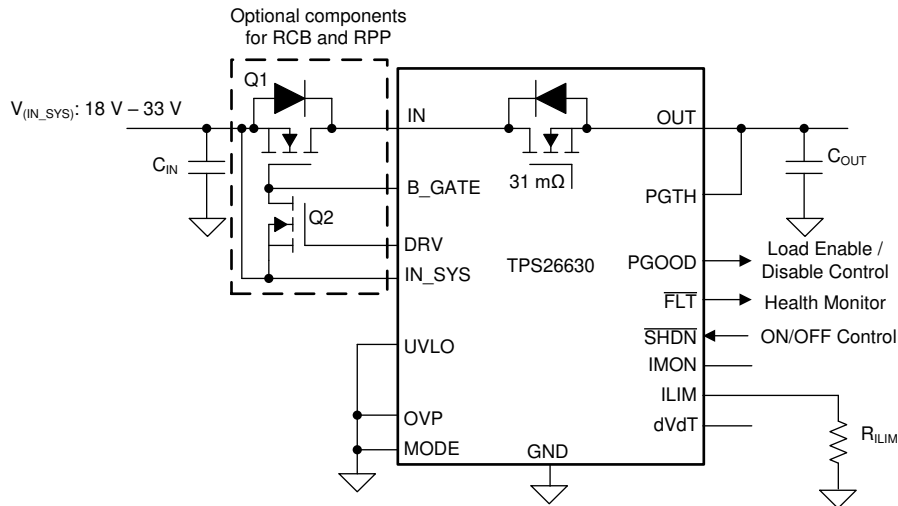 Optional components
for RCB and RPP
Q1
V(IN_SYS): 18 V – 33 V
IN
OUT
CIN
COUT
31 mΩ
B_GATE
PGTH
Q2
DRV
TPS26630
PGOOD
Load Enable /
Disable Control
IN_SYS
FLT
Health Monitor
SHDN
ON/OFF Control
UVLO
IMON
ILIM
OVP
dVdT
RILIM
MODE
GND